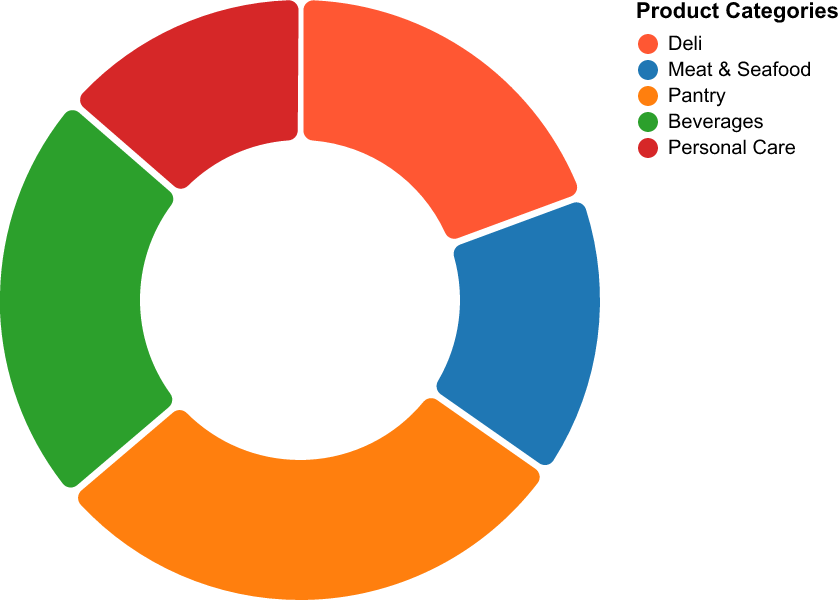 Product Categories
Deli
Meat & Seafood
Pantry
Beverages
Personal Care